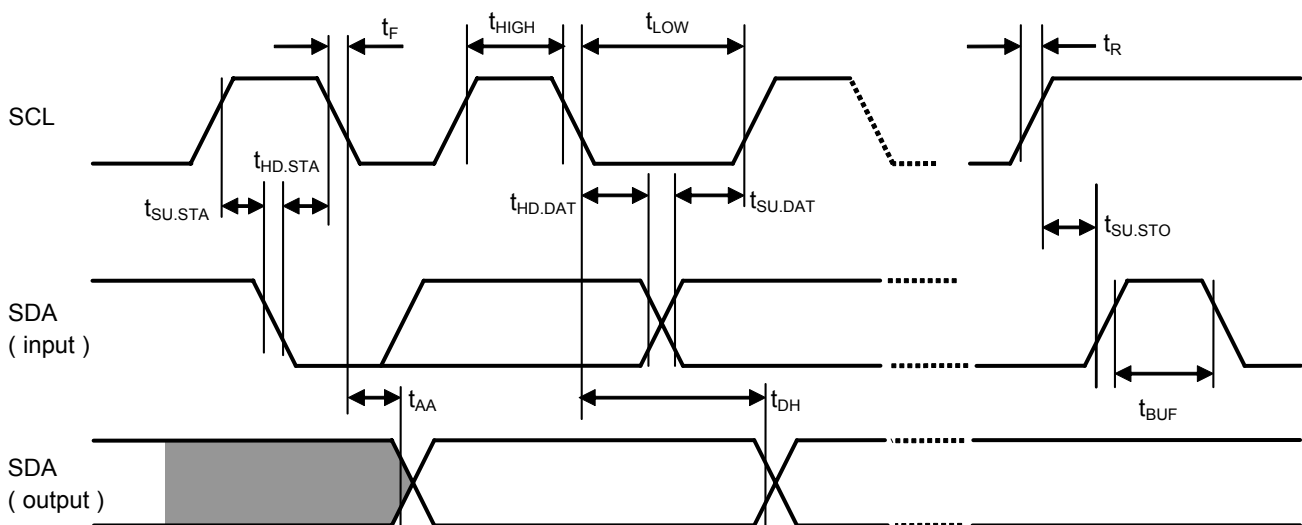 tF
tHIGH
tLOW
tR
SCL
tHD.STA
tSU.STA
tHD.DAT
tSU.DAT
tSU.STO
SDA
( input )
tAA
tDH
tBUF
SDA
( output )